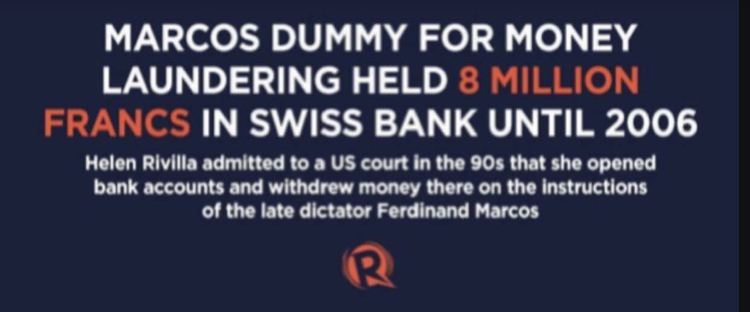 MARCOS DUMMY FOR MONEY
LAUNDERING HELD 8 MILLION
FRANCS IN SWISS BANK UNTIL 2006
Helen Rivilla admitted to a US court in the 90s that she opened
bank accounts and withdrew money there on the instructions
of the late dictator Ferdinand Marcos
R